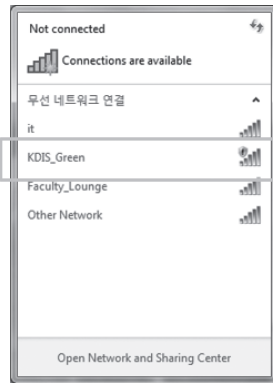 Not connected
Connections are available
무선 네트워크 연결
it
KDIS_Green
Faculty_Lounge
Other Network
Open Network and Sharing Center